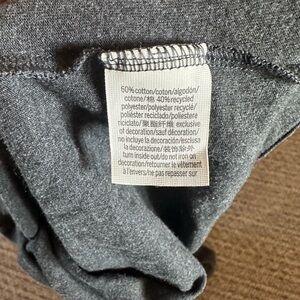 60% cotton/coton/algodón/
cotone/棉 40% recycled
polyester/polyester recyclé/
poliéster reciclado/poliestere
riciclato/聚酯纤维 exclusive
of decoration/sauf décoration/
no incluye la decoración/esclusa
la decorazione/装饰物除外
turn inside out/do not iron on
decoration/retourner le vêtement
à l'envers/ne pas repasser sur